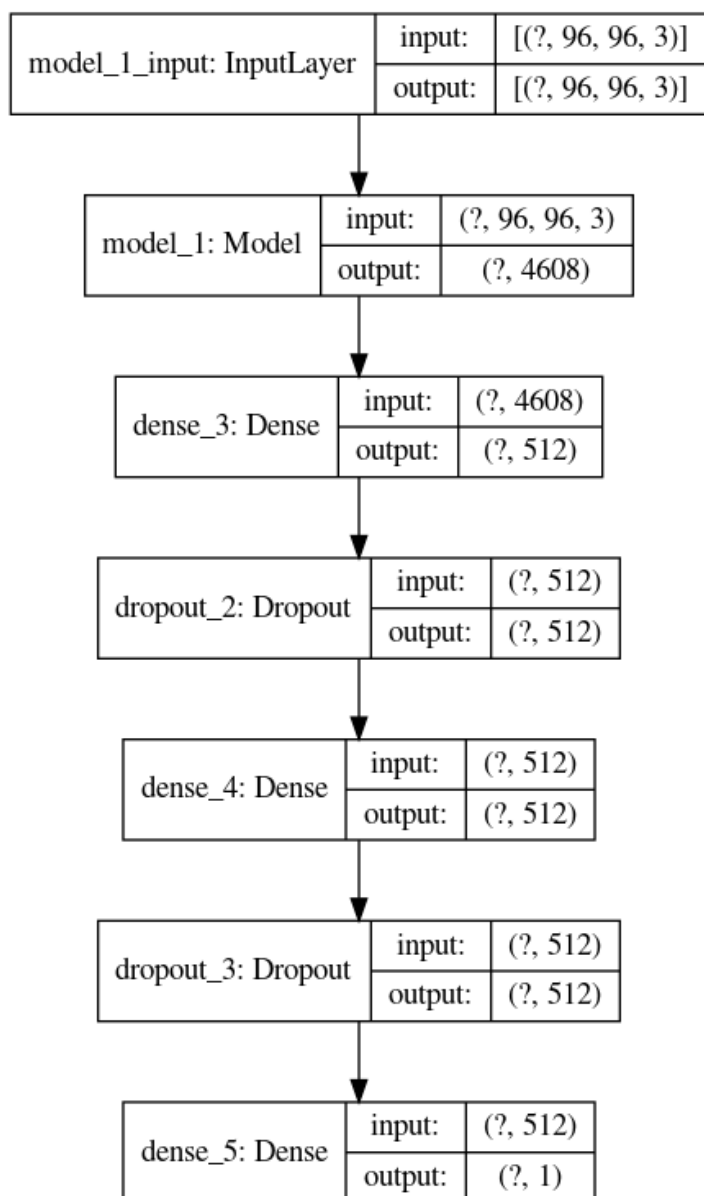 model_1_input: InputLayer
input: [(?, 96, 96, 3)]
output: [(?, 96, 96, 3)]
model_1: Model
input: (?, 96, 96, 3)
output: (?, 4608)
dense_3: Dense
input: (?, 4608)
output: (?, 512)
dropout_2: Dropout
input: (?, 512)
output: (?, 512)
dense_4: Dense
input: (?, 512)
output: (?, 512)
dropout_3: Dropout
input: (?, 512)
output: (?, 512)
dense_5: Dense
input: (?, 512)
output: (?, 1)